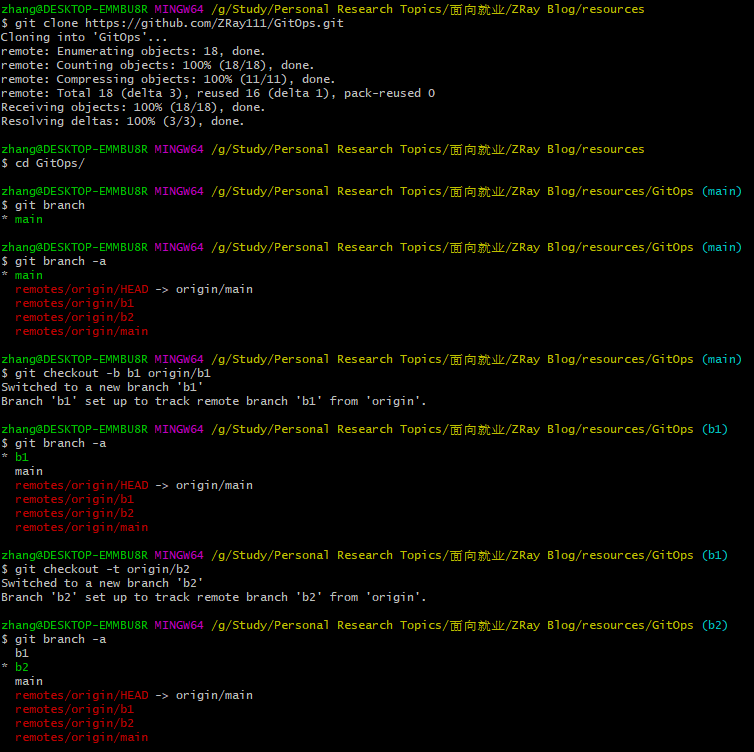 zhang@DESKTOP-EMMBU8R MINGW64 /g/Study/Personal Research Topics/面向就业/ZRay Blog/resources
$ git clone https://github.com/ZRay111/GitOps.git
Cloning into 'GitOps'...
remote: Enumerating objects: 18, done.
remote: Counting objects: 100% (18/18), done.
remote: Compressing objects: 100% (11/11), done.
remote: Total 18 (delta 3), reused 16 (delta 1), pack-reused 0
Receiving objects: 100% (18/18), done.
Resolving deltas: 100% (3/3), done.
zhang@DESKTOP-EMMBU8R MINGW64 /g/Study/Personal Research Topics/面向就业/ZRay Blog/resources
$ cd GitOps/
zhang@DESKTOP-EMMBU8R MINGW64 /g/Study/Personal Research Topics/面向就业/ZRay Blog/resources/GitOps (main)
$ git branch
* main
zhang@DESKTOP-EMMBU8R MINGW64 /g/Study/Personal Research Topics/面向就业/ZRay Blog/resources/GitOps (main)
$ git branch -a
* main
remotes/origin/HEAD -> origin/main
remotes/origin/b1
remotes/origin/b2
remotes/origin/main
zhang@DESKTOP-EMMBU8R MINGW64 /g/Study/Personal Research Topics/面向就业/ZRay Blog/resources/GitOps (main)
$ git checkout -b b1 origin/b1
Switched to a new branch 'b1'
Branch 'b1' set up to track remote branch 'b1' from 'origin'.
zhang@DESKTOP-EMMBU8R MINGW64 /g/Study/Personal Research Topics/面向就业/ZRay Blog/resources/GitOps (b1)
$ git branch -a
* b1
main
remotes/origin/HEAD -> origin/main
remotes/origin/b1
remotes/origin/b2
remotes/origin/main
zhang@DESKTOP-EMMBU8R MINGW64 /g/Study/Personal Research Topics/面向就业/ZRay Blog/resources/GitOps (b1)
$ git checkout -t origin/b2
Switched to a new branch 'b2'
Branch 'b2' set up to track remote branch 'b2' from 'origin'.
zhang@DESKTOP-EMMBU8R MINGW64 /g/Study/Personal Research Topics/面向就业/ZRay Blog/resources/GitOps (b2)
$ git branch -a
b1
* b2
main
remotes/origin/HEAD -> origin/main
remotes/origin/b1
remotes/origin/b2
remotes/origin/main